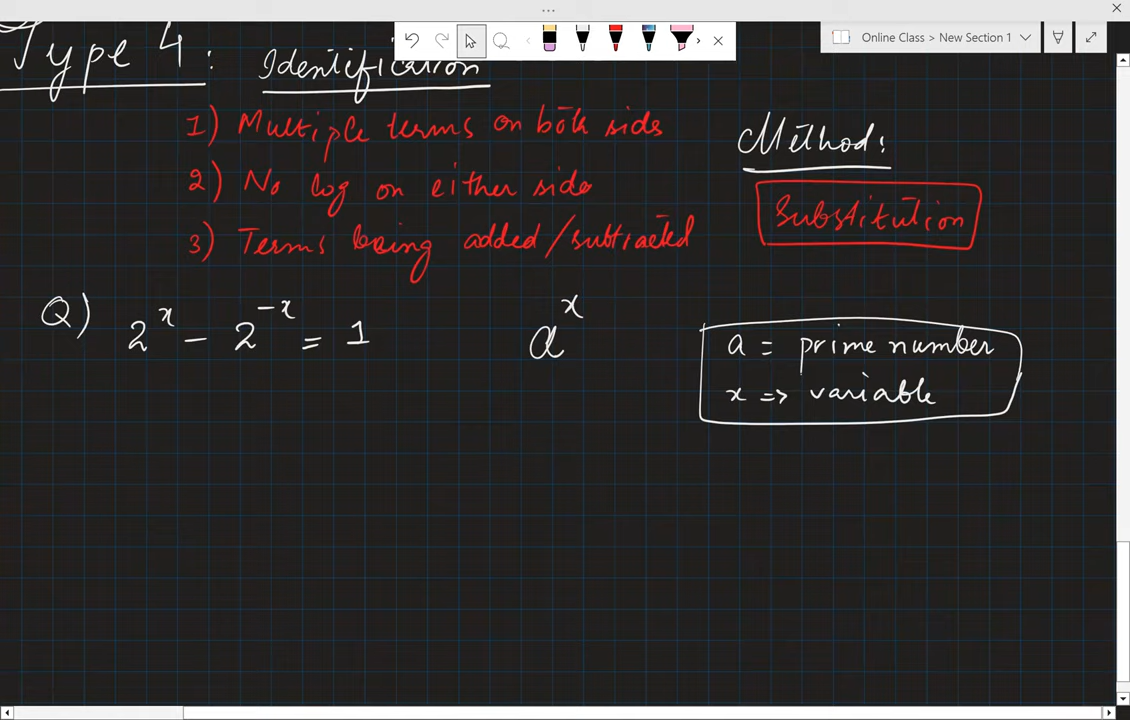 Online Class > New Section 1
Type 4 : Identification
1) Multiple terms on both sides
2) No log on either side
3) Terms being added/subtracted
Method:
Substitution
Q) 2^x - 2^-x = 1
a^x
a = prime number
x => variable